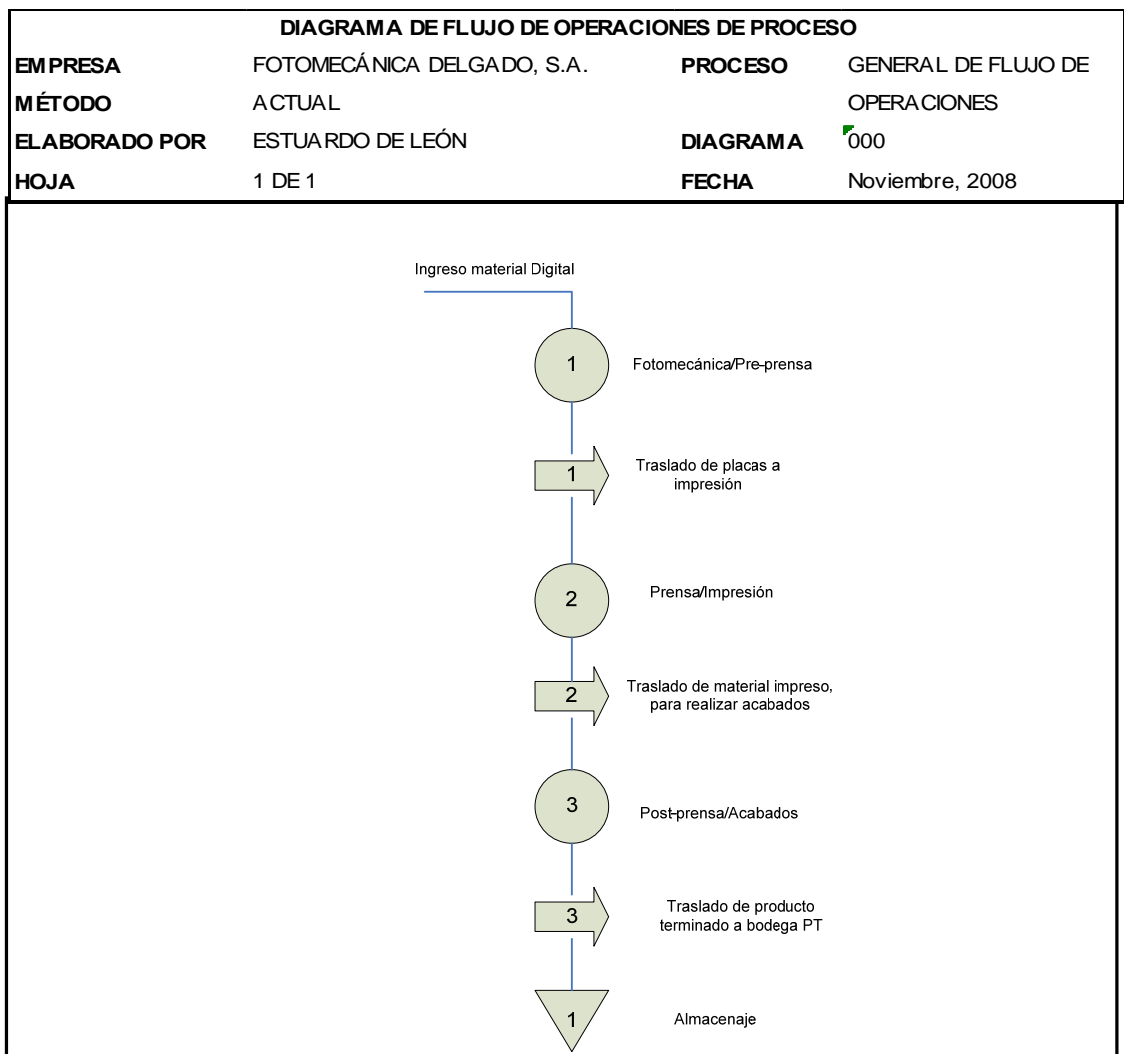 DIAGRAMA DE FLUJO DE OPERACIONES DE PROCESO
EMPRESA FOTOMECÁNICA DELGADO, S.A. PROCESO GENERAL DE FLUJO DE
MÉTODO ACTUAL OPERACIONES
ELABORADO POR ESTUARDO DE LEÓN DIAGRAMA 000
HOJA 1 DE 1 FECHA Noviembre, 2008
Ingreso material Digital
1 Fotomecánica/Pre-prensa
1 Traslado de placas a
impresión
2 Prensa/Impresión
2 Traslado de material impreso,
para realizar acabados
3 Post-prensa/Acabados
3 Traslado de producto
terminado a bodega PT
1 Almacenaje